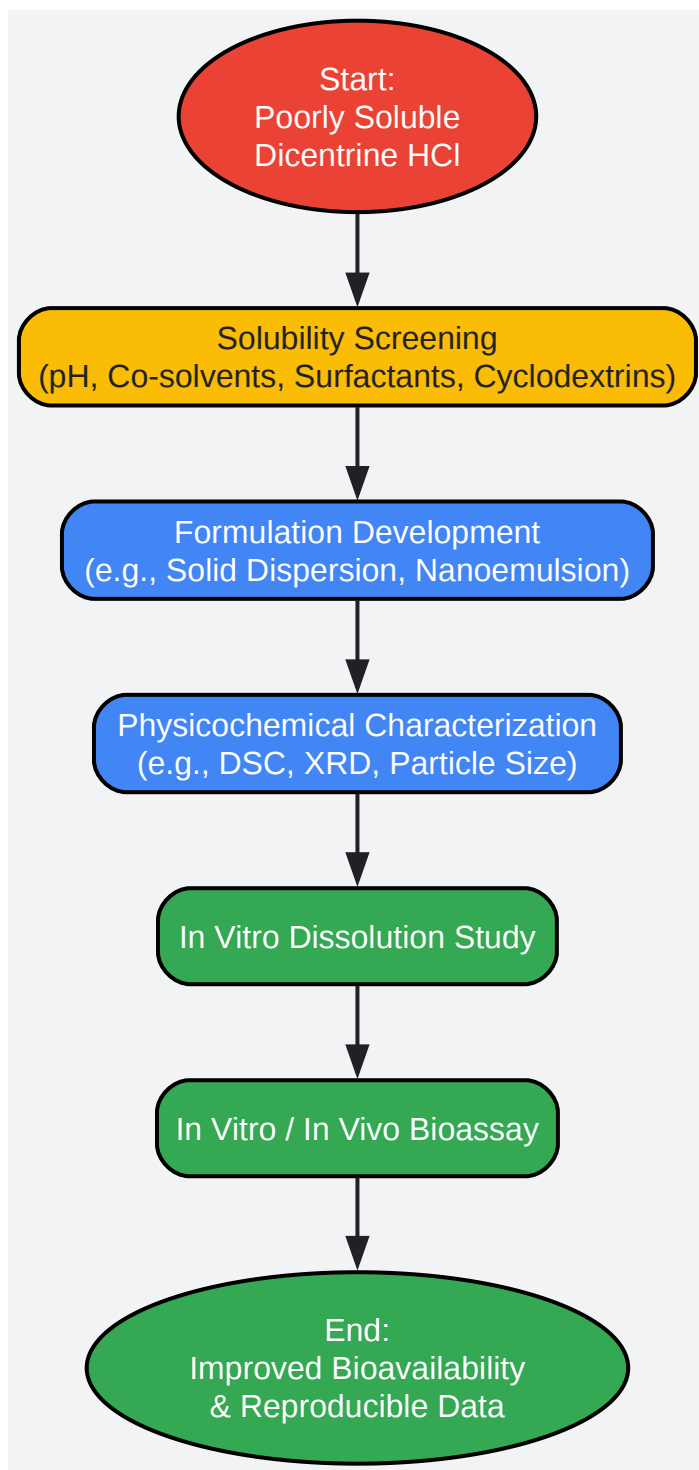 Start:
Poorly Soluble
Dicentrine HCl
Solubility Screening
(pH, Co-solvents, Surfactants, Cyclodextrins)
Formulation Development
(e.g., Solid Dispersion, Nanoemulsion)
Physicochemical Characterization
(e.g., DSC, XRD, Particle Size)
In Vitro Dissolution Study
In Vitro / In Vivo Bioassay
End:
Improved Bioavailability
& Reproducible Data